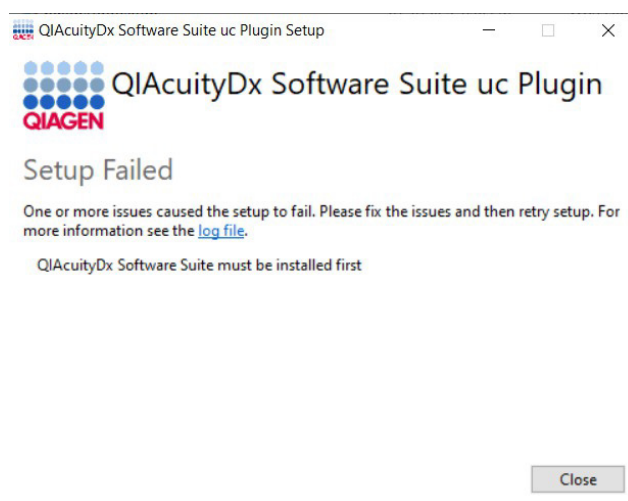 QIAcuityDx Software Suite uc Plugin Setup
QIAcuityDx Software Suite uc Plugin
QIAGEN
Setup Failed
One or more issues caused the setup to fail. Please fix the issues and then retry setup. For
more information see the log file.
QIAcuityDx Software Suite must be installed first
Close